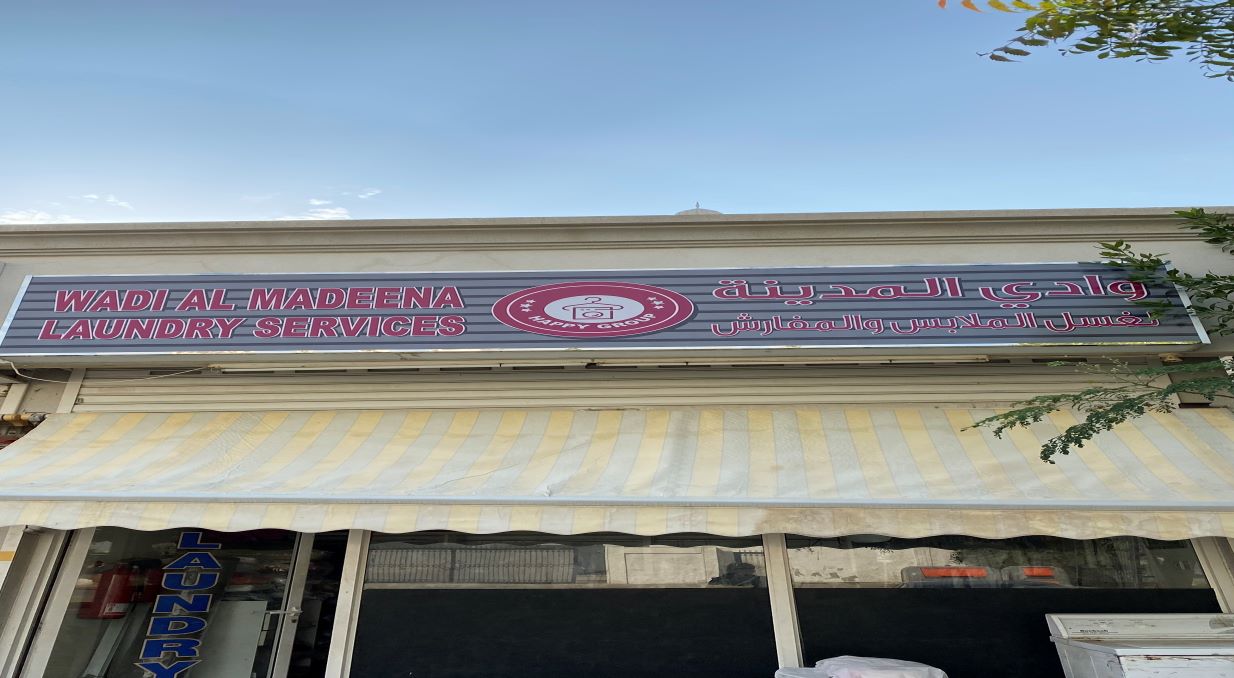 WADI AL MADEENA
LAUNDRY SERVICES
HAPPY GROUP
وادي المدينة
لغسل الملابس والمفارش
LAUNDRY